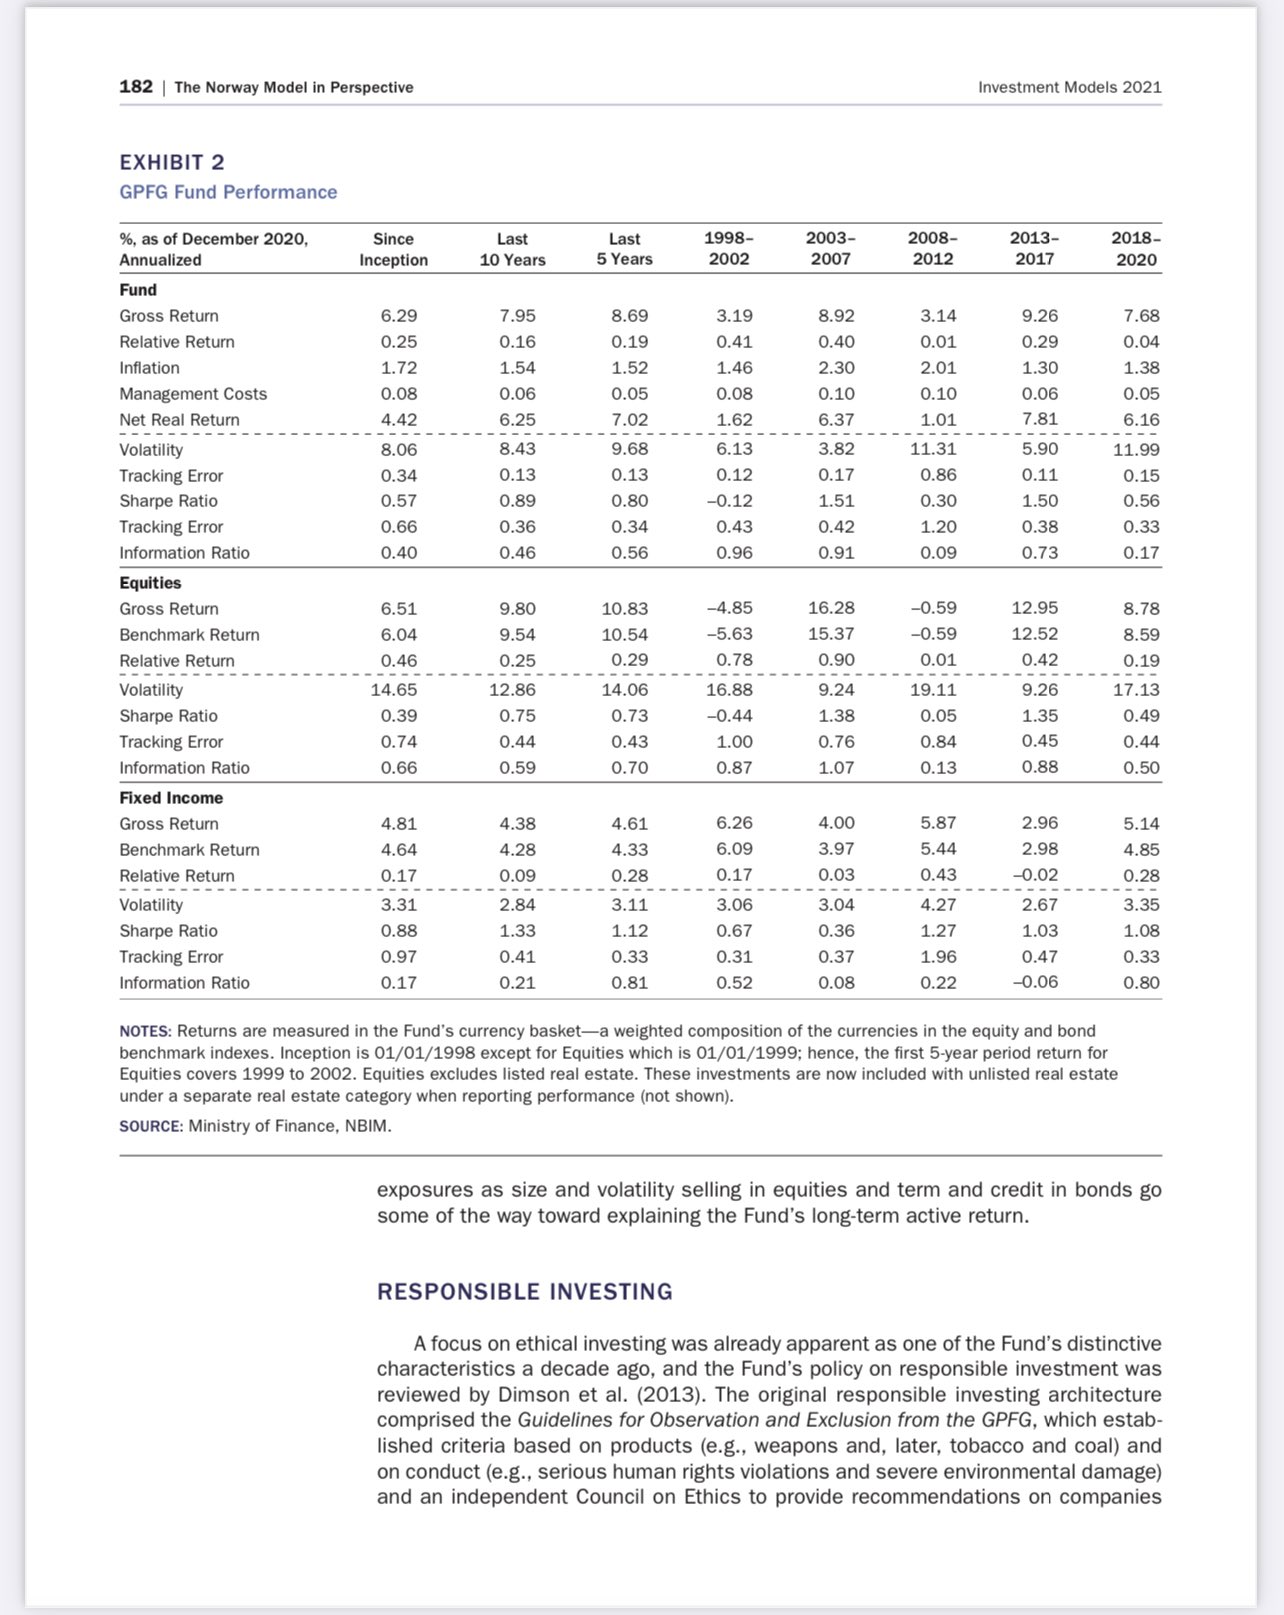 182 | The Norway Model in Perspective Investment Models 2021
EXHIBIT 2
GPFG Fund Performance
%, as of December 2020, Annualized Since Inception Last 10 Years Last 5 Years 1998–2002 2003–2007 2008–2012 2013–2017 2018–2020
Fund
Gross Return 6.29 7.95 8.69 3.19 8.92 3.14 9.26 7.68
Relative Return 0.25 0.16 0.19 0.41 0.40 0.01 0.29 0.04
Inflation 1.72 1.54 1.52 1.46 2.30 2.01 1.30 1.38
Management Costs 0.08 0.06 0.05 0.08 0.10 0.10 0.06 0.05
Net Real Return 4.42 6.25 7.02 1.62 6.37 1.01 7.81 6.16
Volatility 8.06 8.43 9.68 6.13 3.82 11.31 5.90 11.99
Tracking Error 0.34 0.13 0.13 0.12 0.17 0.86 0.11 0.15
Sharpe Ratio 0.57 0.89 0.80 –0.12 1.51 0.30 1.50 0.56
Tracking Error 0.66 0.36 0.34 0.43 0.42 1.20 0.38 0.33
Information Ratio 0.40 0.46 0.56 0.96 0.91 0.09 0.73 0.17
Equities
Gross Return 6.51 9.80 10.83 –4.85 16.28 –0.59 12.95 8.78
Benchmark Return 6.04 9.54 10.54 –5.63 15.37 –0.59 12.52 8.59
Relative Return 0.46 0.25 0.29 0.78 0.90 0.01 0.42 0.19
Volatility 14.65 12.86 14.06 16.88 9.24 19.11 9.26 17.13
Sharpe Ratio 0.39 0.75 0.73 –0.44 1.38 0.05 1.35 0.49
Tracking Error 0.74 0.44 0.43 1.00 0.76 0.84 0.45 0.44
Information Ratio 0.66 0.59 0.70 0.87 1.07 0.13 0.88 0.50
Fixed Income
Gross Return 4.81 4.38 4.61 6.26 4.00 5.87 2.96 5.14
Benchmark Return 4.64 4.28 4.33 6.09 3.97 5.44 2.98 4.85
Relative Return 0.17 0.09 0.28 0.17 0.03 0.43 –0.02 0.28
Volatility 3.31 2.84 3.11 3.06 3.04 4.27 2.67 3.35
Sharpe Ratio 0.88 1.33 1.12 0.67 0.36 1.27 1.03 1.08
Tracking Error 0.97 0.41 0.33 0.31 0.37 1.96 0.47 0.33
Information Ratio 0.17 0.21 0.81 0.52 0.08 0.22 –0.06 0.80
NOTES: Returns are measured in the Fund’s currency basket—a weighted composition of the currencies in the equity and bond
benchmark indexes. Inception is 01/01/1998 except for Equities which is 01/01/1999; hence, the first 5-year period return for
Equities covers 1999 to 2002. Equities excludes listed real estate. These investments are now included with unlisted real estate
under a separate real estate category when reporting performance (not shown).
SOURCE: Ministry of Finance, NBIM.
exposures as size and volatility selling in equities and term and credit in bonds go
some of the way toward explaining the Fund’s long-term active return.
RESPONSIBLE INVESTING
A focus on ethical investing was already apparent as one of the Fund’s distinctive
characteristics a decade ago, and the Fund’s policy on responsible investment was
reviewed by Dimson et al. (2013). The original responsible investing architecture
comprised the Guidelines for Observation and Exclusion from the GPFG, which estab-
lished criteria based on products (e.g., weapons and, later, tobacco and coal) and
on conduct (e.g., serious human rights violations and severe environmental damage)
and an independent Council on Ethics to provide recommendations on companies